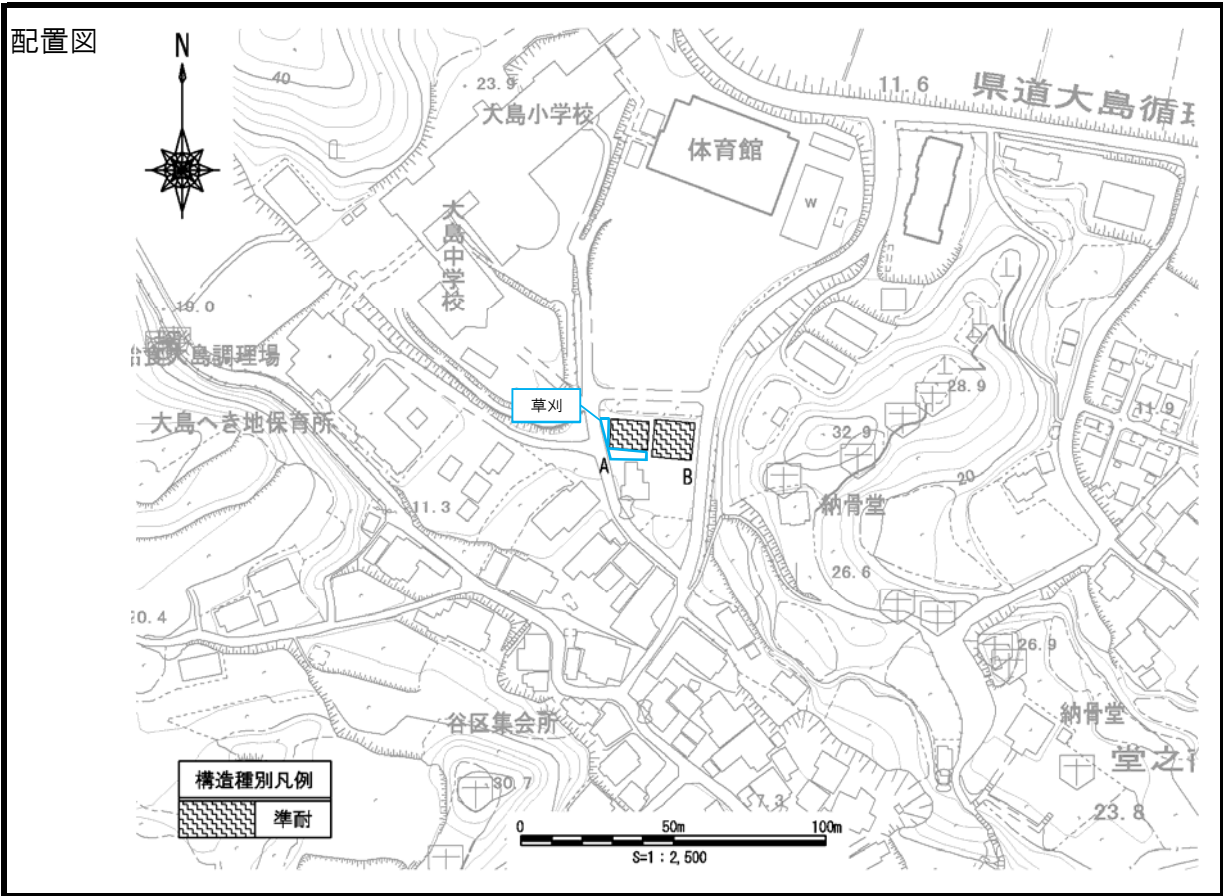 配置図
N
40
23.9
大島小学校
11.6
県道大島循
体育館
W
大島中学校
19.0
大島調理場
大島へき地保育所
草刈
28.9
11.9
32.9
A
B
20
納骨堂
11.3
26.6
20.4
26.9
谷区集会所
納骨堂
堂之
30.7
7.3
23.8
構造種別凡例
準耐
0 50m 100m
S=1：2,500